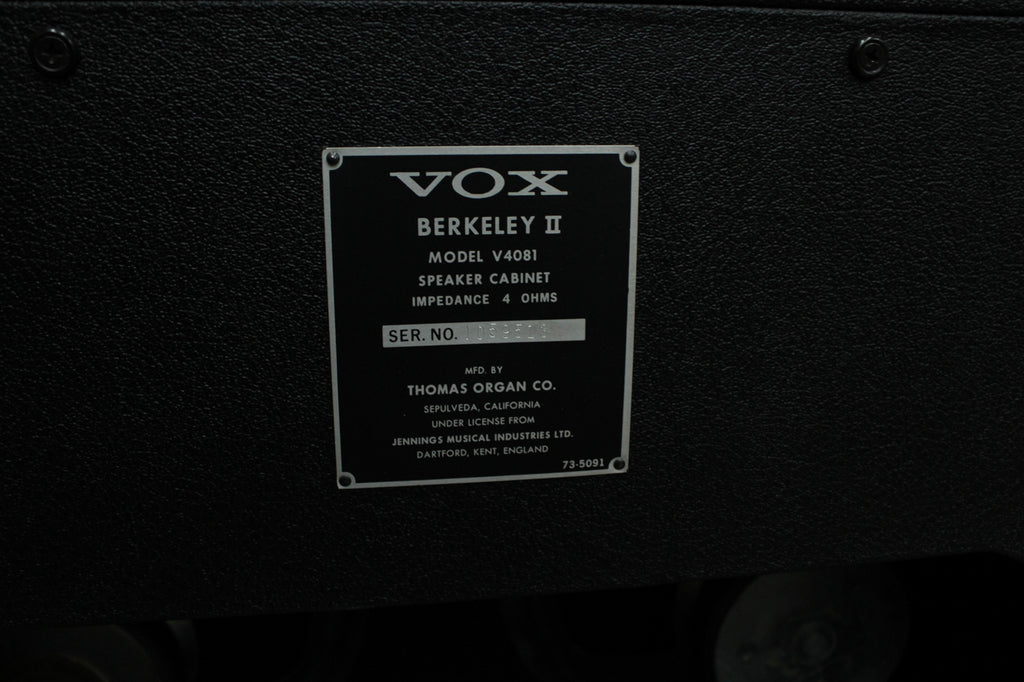 VOX
BERKELEY II
MODEL V4081
SPEAKER CABINET
IMPEDANCE 4 OHMS
SER. NO.
MFD. BY
THOMAS ORGAN CO.
SEPULVEDA, CALIFORNIA
UNDER LICENSE FROM
JENNINGS MUSICAL INDUSTRIES LTD.
DARTFORD, KENT, ENGLAND
73-5091